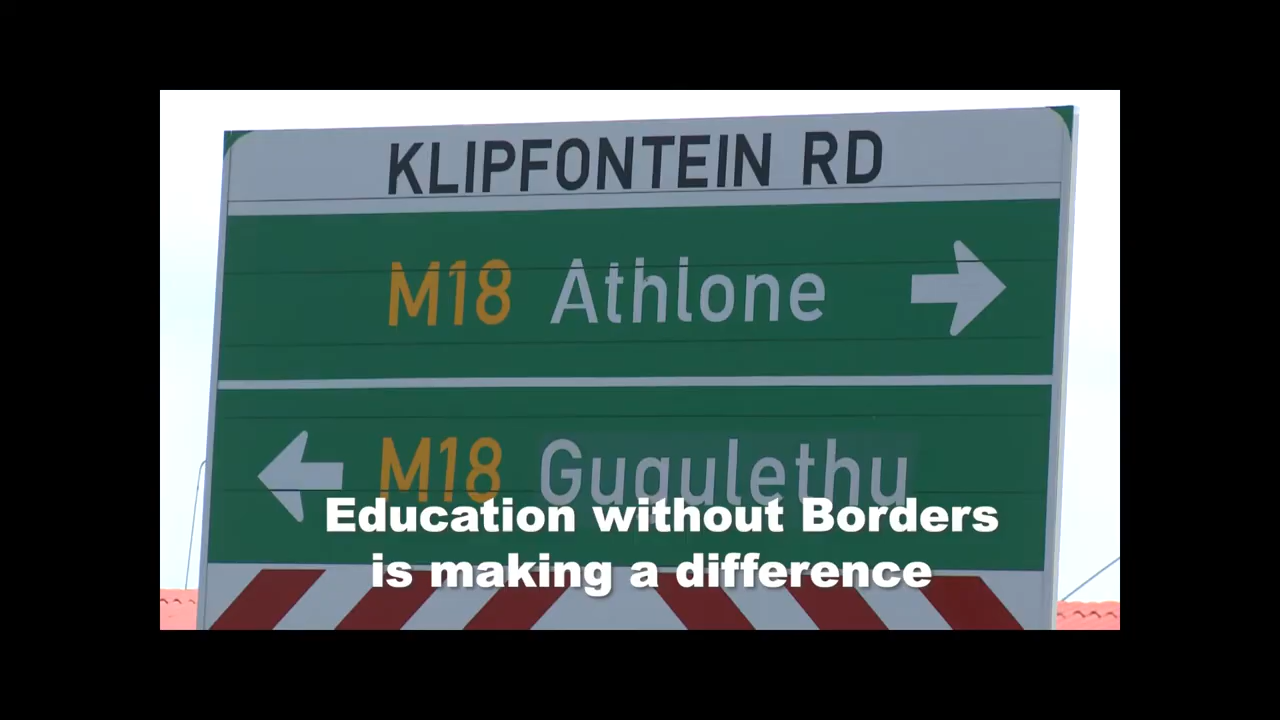 KLIPFONTEIN RD
M18 Athlone
M18 Gugulethu
Education without Borders
is making a difference